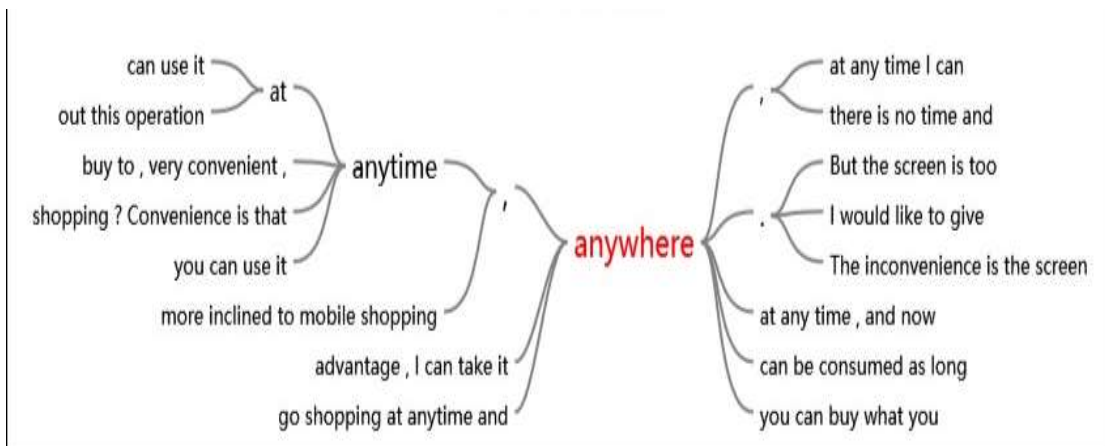 can use it
out this operation
at
buy to , very convenient ,
shopping ? Convenience is that
you can use it
anytime
more inclined to mobile shopping
,
advantage , I can take it
go shopping at anytime and
anywhere
,
at any time I can
there is no time and
.
But the screen is too
I would like to give
The inconvenience is the screen
at any time , and now
can be consumed as long
you can buy what you